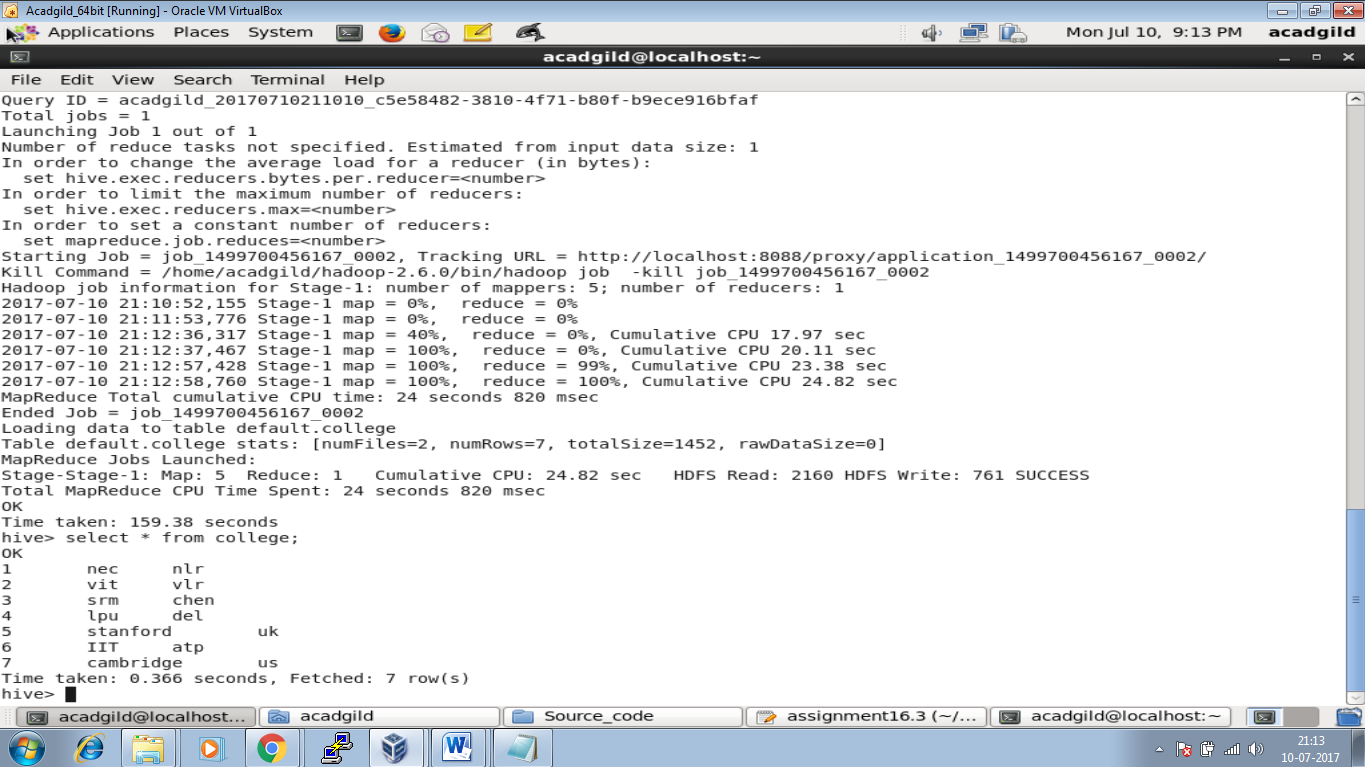 Acadgild_64bit [Running] - Oracle VM VirtualBox
Applications Places System Mon Jul 10, 9:13 PM acadgild
acadgild@localhost:~
File Edit View Search Terminal Help
Query ID = acadgild_20170710211010_c5e58482-3810-4f71-b80f-b9ece916bfaf
Total jobs = 1
Launching Job 1 out of 1
Number of reduce tasks not specified. Estimated from input data size: 1
In order to change the average load for a reducer (in bytes):
  set hive.exec.reducers.bytes.per.reducer=<number>
In order to limit the maximum number of reducers:
  set hive.exec.reducers.max=<number>
In order to set a constant number of reducers:
  set mapreduce.job.reduces=<number>
Starting Job = job_1499700456167_0002, Tracking URL = http://localhost:8088/proxy/application_1499700456167_0002/
Kill Command = /home/acadgild/hadoop-2.6.0/bin/hadoop job  -kill job_1499700456167_0002
Hadoop job information for Stage-1: number of mappers: 5; number of reducers: 1
2017-07-10 21:10:52,155 Stage-1 map = 0%,  reduce = 0%
2017-07-10 21:11:53,776 Stage-1 map = 0%,  reduce = 0%
2017-07-10 21:12:36,317 Stage-1 map = 40%,  reduce = 0%, Cumulative CPU 17.97 sec
2017-07-10 21:12:37,467 Stage-1 map = 100%,  reduce = 0%, Cumulative CPU 20.11 sec
2017-07-10 21:12:57,428 Stage-1 map = 100%,  reduce = 99%, Cumulative CPU 23.38 sec
2017-07-10 21:12:58,760 Stage-1 map = 100%,  reduce = 100%, Cumulative CPU 24.82 sec
MapReduce Total cumulative CPU time: 24 seconds 820 msec
Ended Job = job_1499700456167_0002
Loading data to table default.college
Table default.college stats: [numFiles=2, numRows=7, totalSize=1452, rawDataSize=0]
MapReduce Jobs Launched:
Stage-Stage-1: Map: 5  Reduce: 1   Cumulative CPU: 24.82 sec   HDFS Read: 2160 HDFS Write: 761 SUCCESS
Total MapReduce CPU Time Spent: 24 seconds 820 msec
OK
Time taken: 159.38 seconds
hive> select * from college;
OK
1 nec nlr
2 vit vlr
3 srm chen
4 lpu del
5 stanford uk
6 IIT atp
7 cambridge us
Time taken: 0.366 seconds, Fetched: 7 row(s)
hive>
acadgild@localhost... acadgild Source_code assignment16.3 (~/... acadgild@localhost:~
21:13
10-07-2017